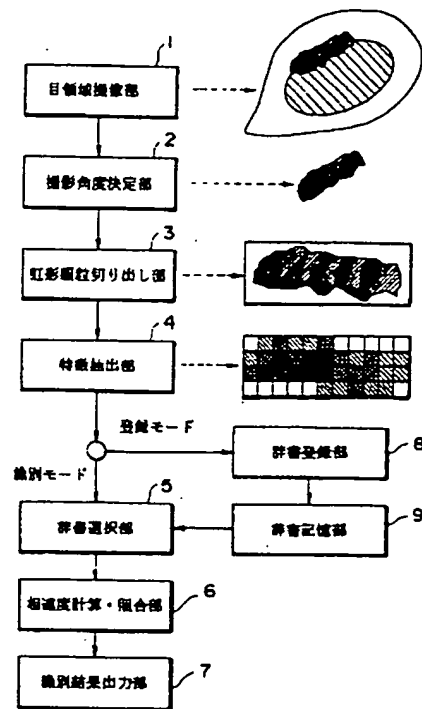 1
目領域撮像部
2
撮影角度決定部
3
虹彩顆粒切り出し部
4
特徴抽出部
登録モード
識別モード
辞書登録部
8
5
辞書選択部
辞書記憶部
9
相違度計算・照合部
6
識別結果出力部
7